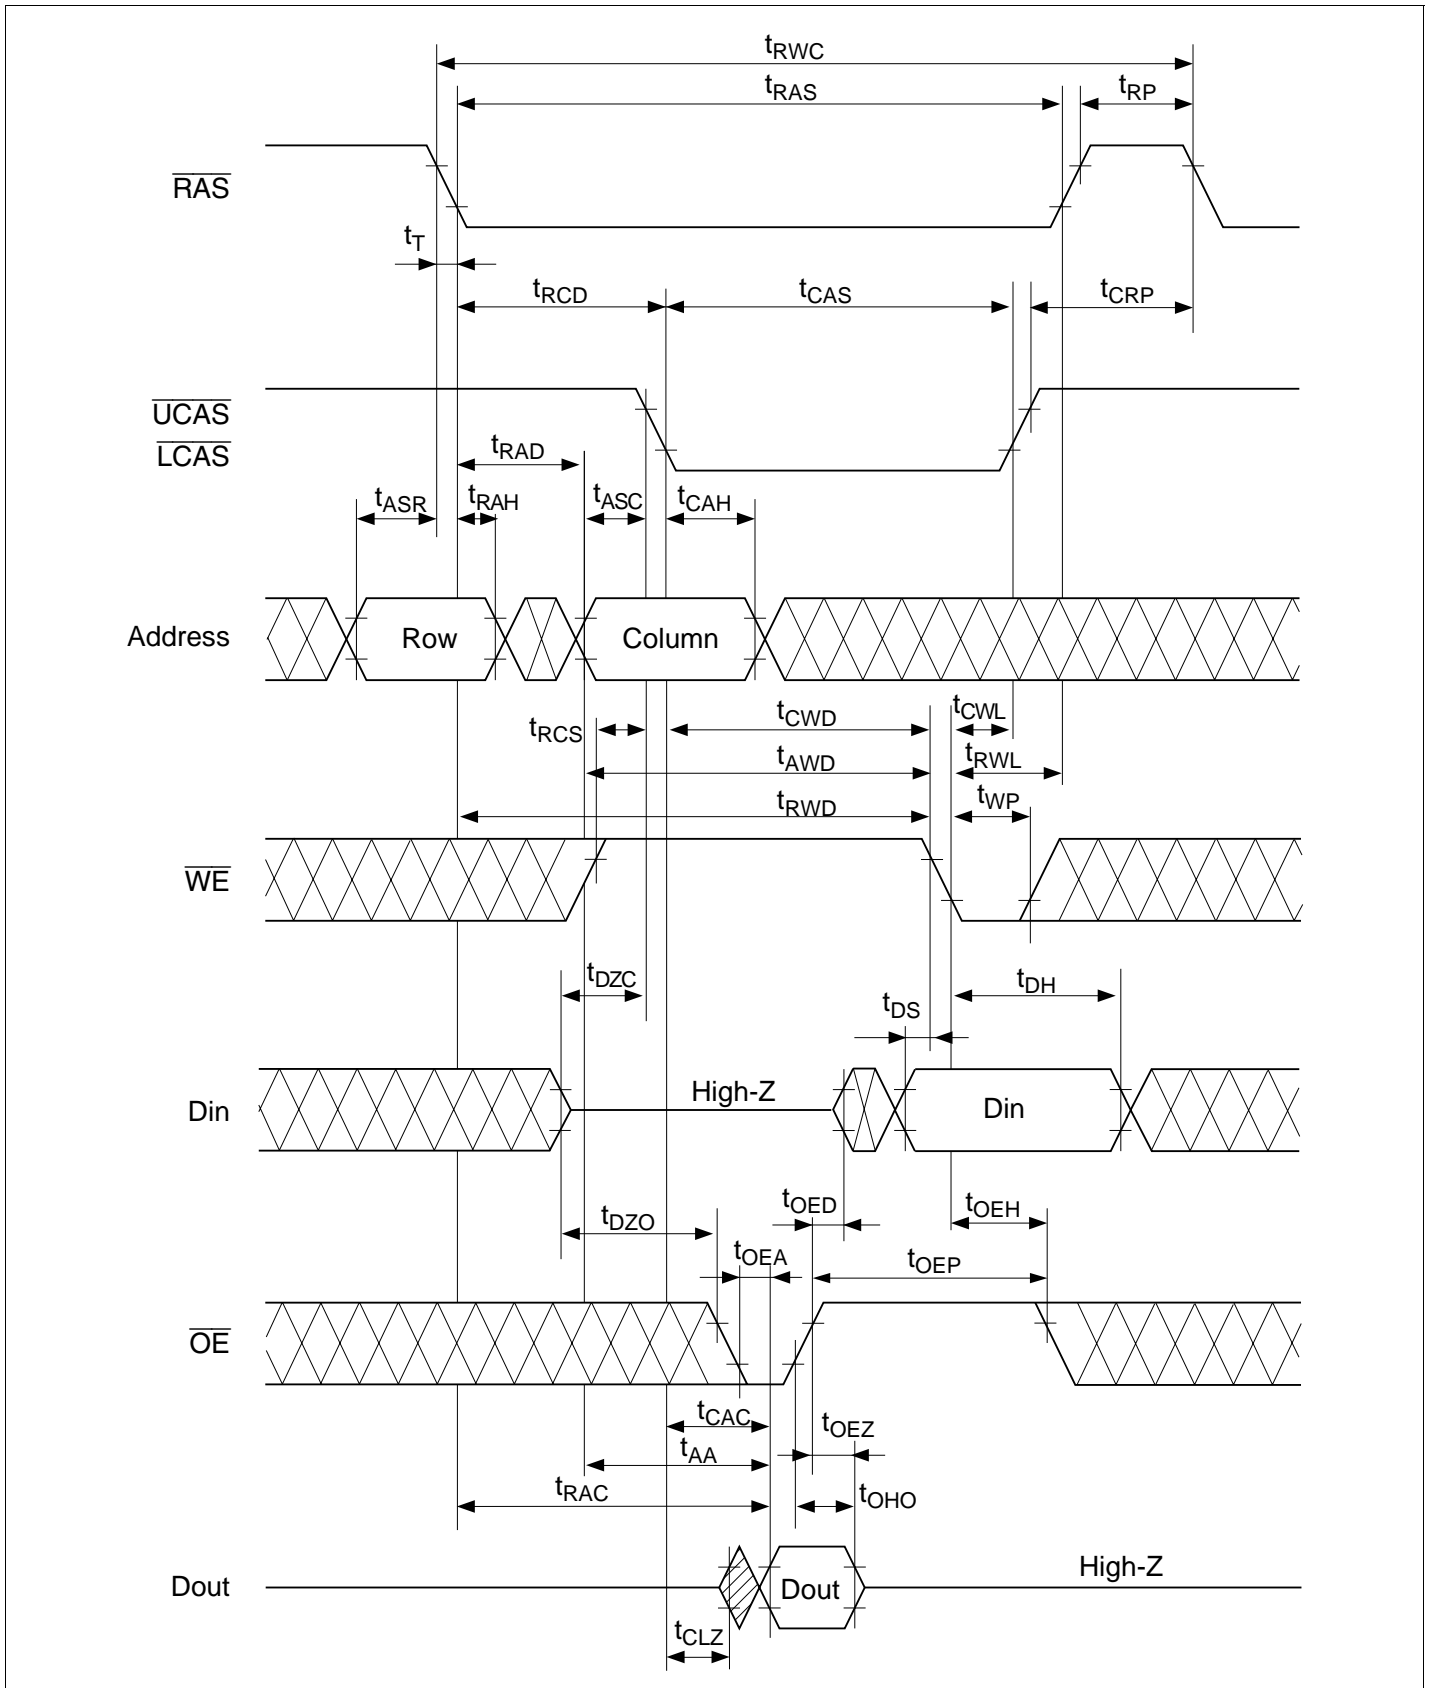 tRWC
tRAS
tRP
RAS
tT
tRCD
tCAS
tCRP
UCAS
LCAS
tRAD
tASR
tRAH
tASC
tCAH
Address
Row
Column
tRCS
tCWD
tCWL
tAWD
tRWL
tRWD
tWP
WE
tDZC
tDH
tDS
Din
High-Z
Din
tOED
tOEH
tDZO
tOEA
tOEP
OE
tCAC
tOEZ
tAA
tRAC
tOHO
Dout
Dout
High-Z
tCLZ